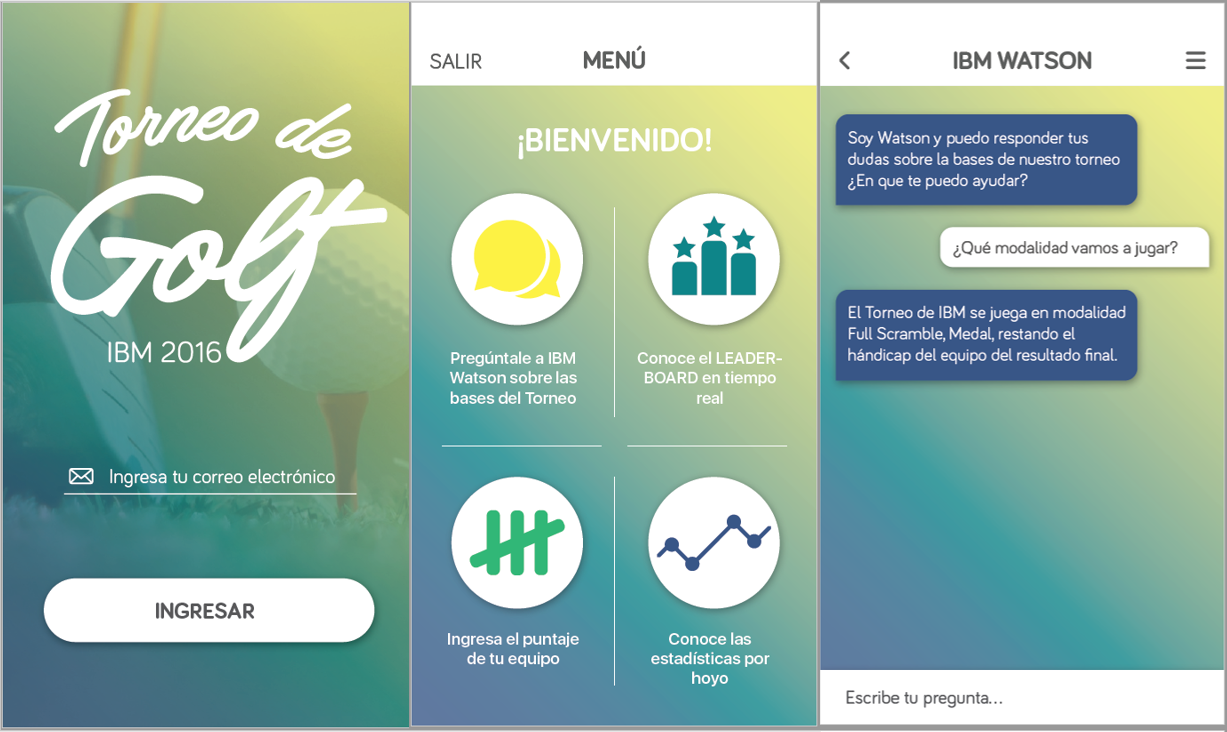 Torneo de
Golf
IBM 2016
Ingresa tu correo electrónico
INGRESAR
SALIR
MENÚ
¡BIENVENIDO!
Pregúntale a IBM
Watson sobre las
bases del Torneo
Conoce el LEADER-
BOARD en tiempo
real
Ingresa el puntaje
de tu equipo
Conoce las
estadísticas por
hoyo
IBM WATSON
Soy Watson y puedo responder tus
dudas sobre la bases de nuestro torneo
¿En que te puedo ayudar?
¿Qué modalidad vamos a jugar?
El Torneo de IBM se juega en modalidad
Full Scramble, Medal, restando el
hándicap del equipo del resultado final.
Escribe tu pregunta...